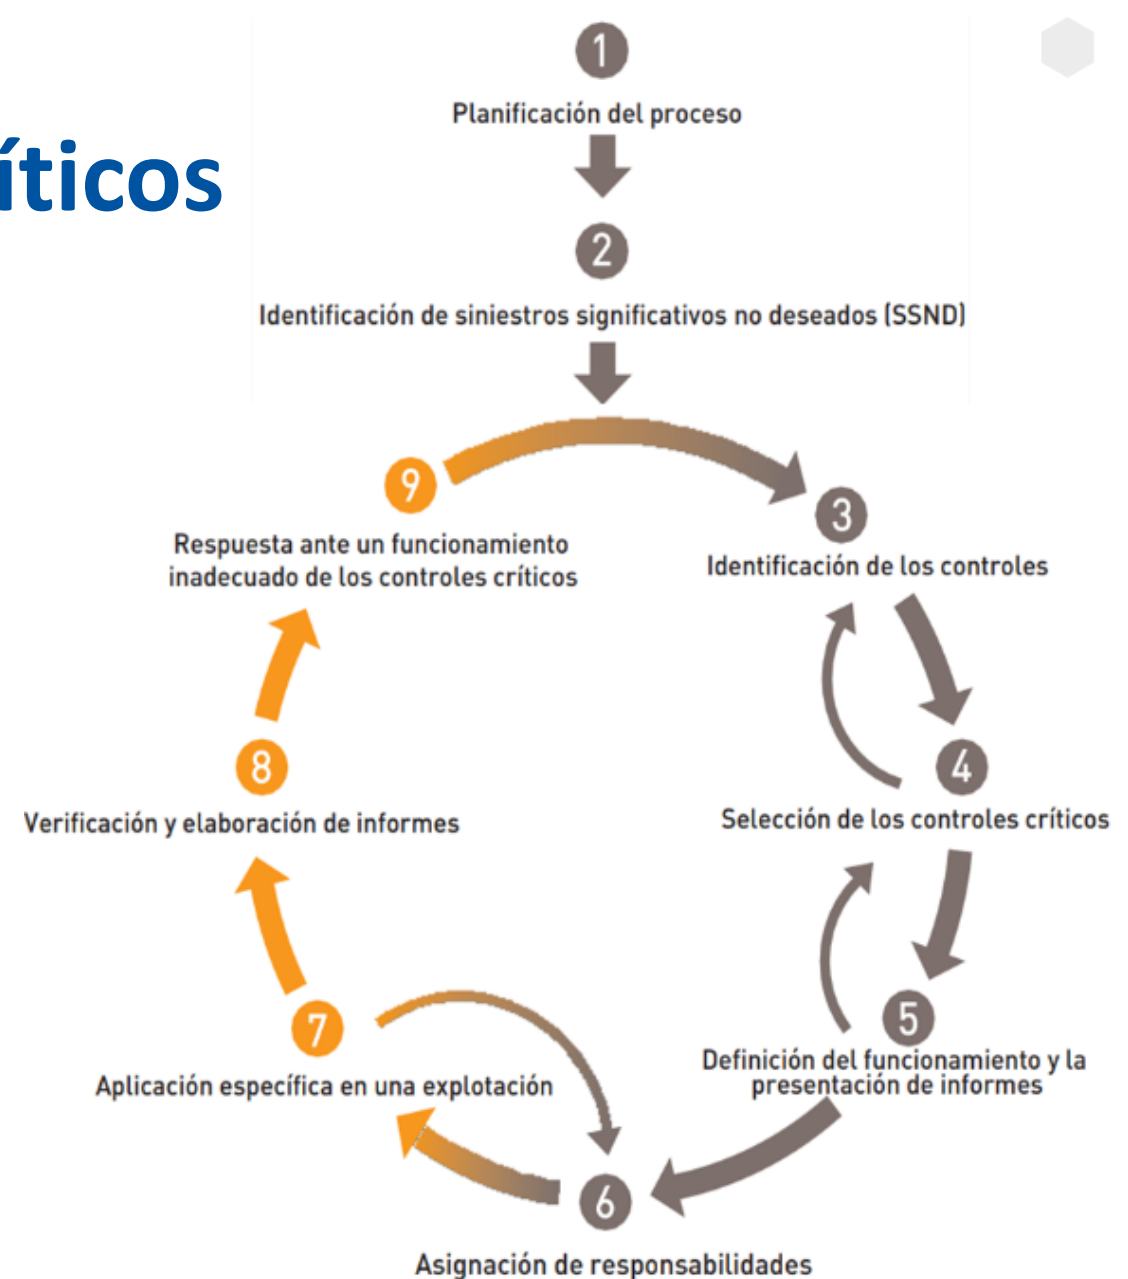 íticos
1
Planificación del proceso
2
Identificación de siniestros significativos no deseados (SSND)
9
Respuesta ante un funcionamiento
inadecuado de los controles críticos
3
Identificación de los controles
8
Verificación y elaboración de informes
4
Selección de los controles críticos
7
Aplicación específica en una explotación
5
Definición del funcionamiento y la
presentación de informes
6
Asignación de responsabilidades